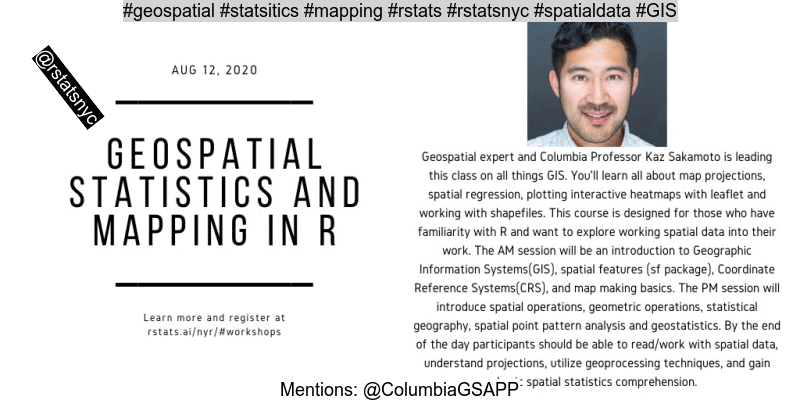 #geospatial #statsitics #mapping #rstats #rstatsnyc #spatialdata #GIS
@rstatsnyc
AUG 12, 2020
GEOSPATIAL
STATISTICS AND
MAPPING IN R
Learn more and register at
rstats.ai/nyr/#workshops
Geospatial expert and Columbia Professor Kaz Sakamoto is leading
this class on all things GIS. You'll learn all about map projections,
spatial regression, plotting interactive heatmaps with leaflet and
working with shapefiles. This course is designed for those who have
familiarity with R and want to explore working spatial data into their
work. The AM session will be an introduction to Geographic
Information Systems(GIS), spatial features (sf package), Coordinate
Reference Systems(CRS), and map making basics. The PM session will
introduce spatial operations, geometric operations, statistical
geography, spatial point pattern analysis and geostatistics. By the end
of the day participants should be able to read/work with spatial data,
understand projections, utilize geoprocessing techniques, and gain
spatial statistics comprehension.
Mentions: @ColumbiaGSAPP